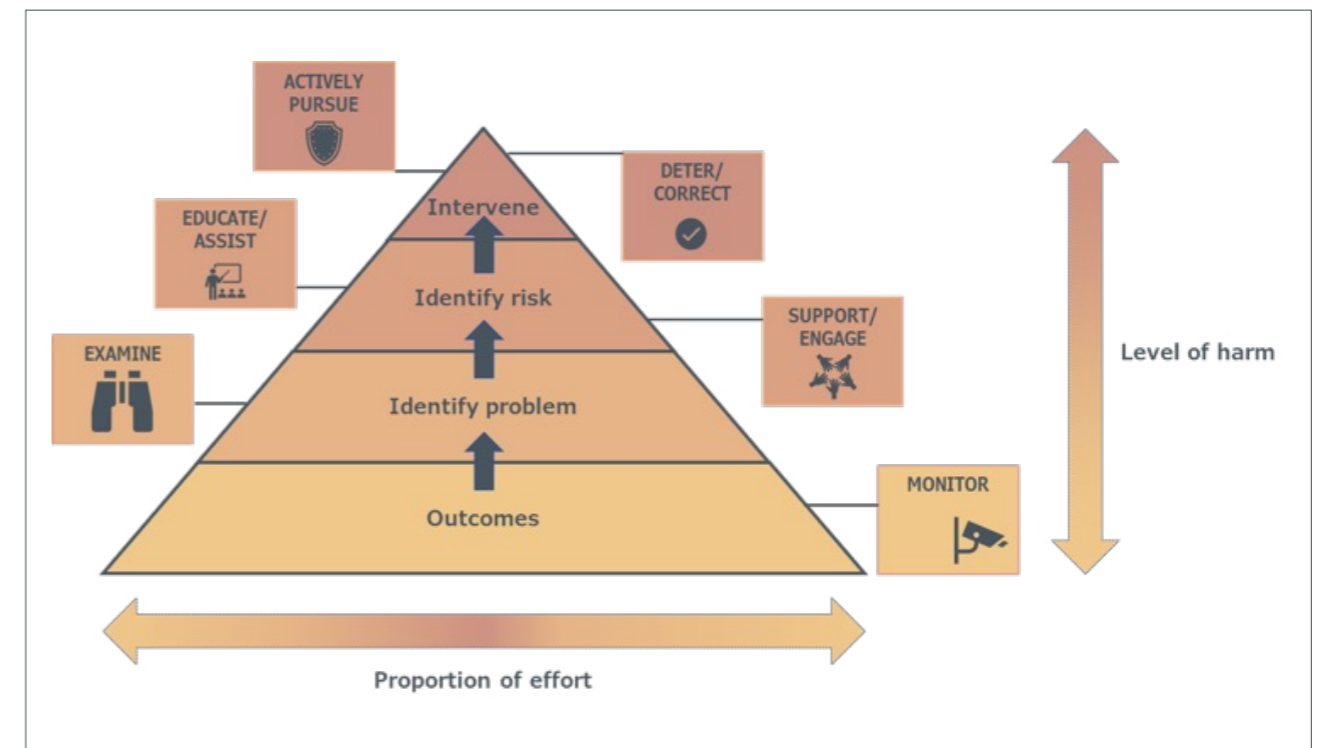 ACTIVELY
PURSUE
DETER/
CORRECT
Intervene
EDUCATE/
ASSIST
Identify risk
SUPPORT/
ENGAGE
EXAMINE
Level of harm
Identify problem
MONITOR
Outcomes
Proportion of effort